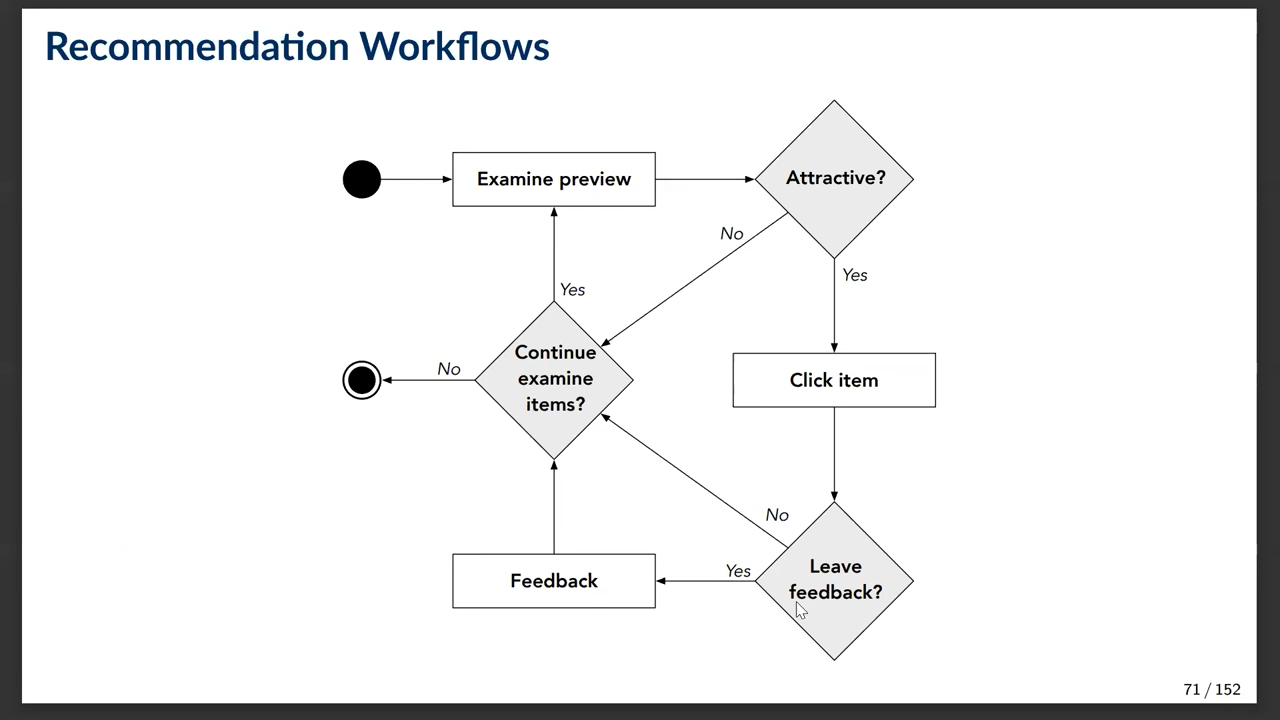 Recommendation Workflows
Examine preview
Attractive?
No
Yes
Yes
Continue
examine
items?
No
Click item
No
Leave
feedback?
Yes
Feedback
71 / 152